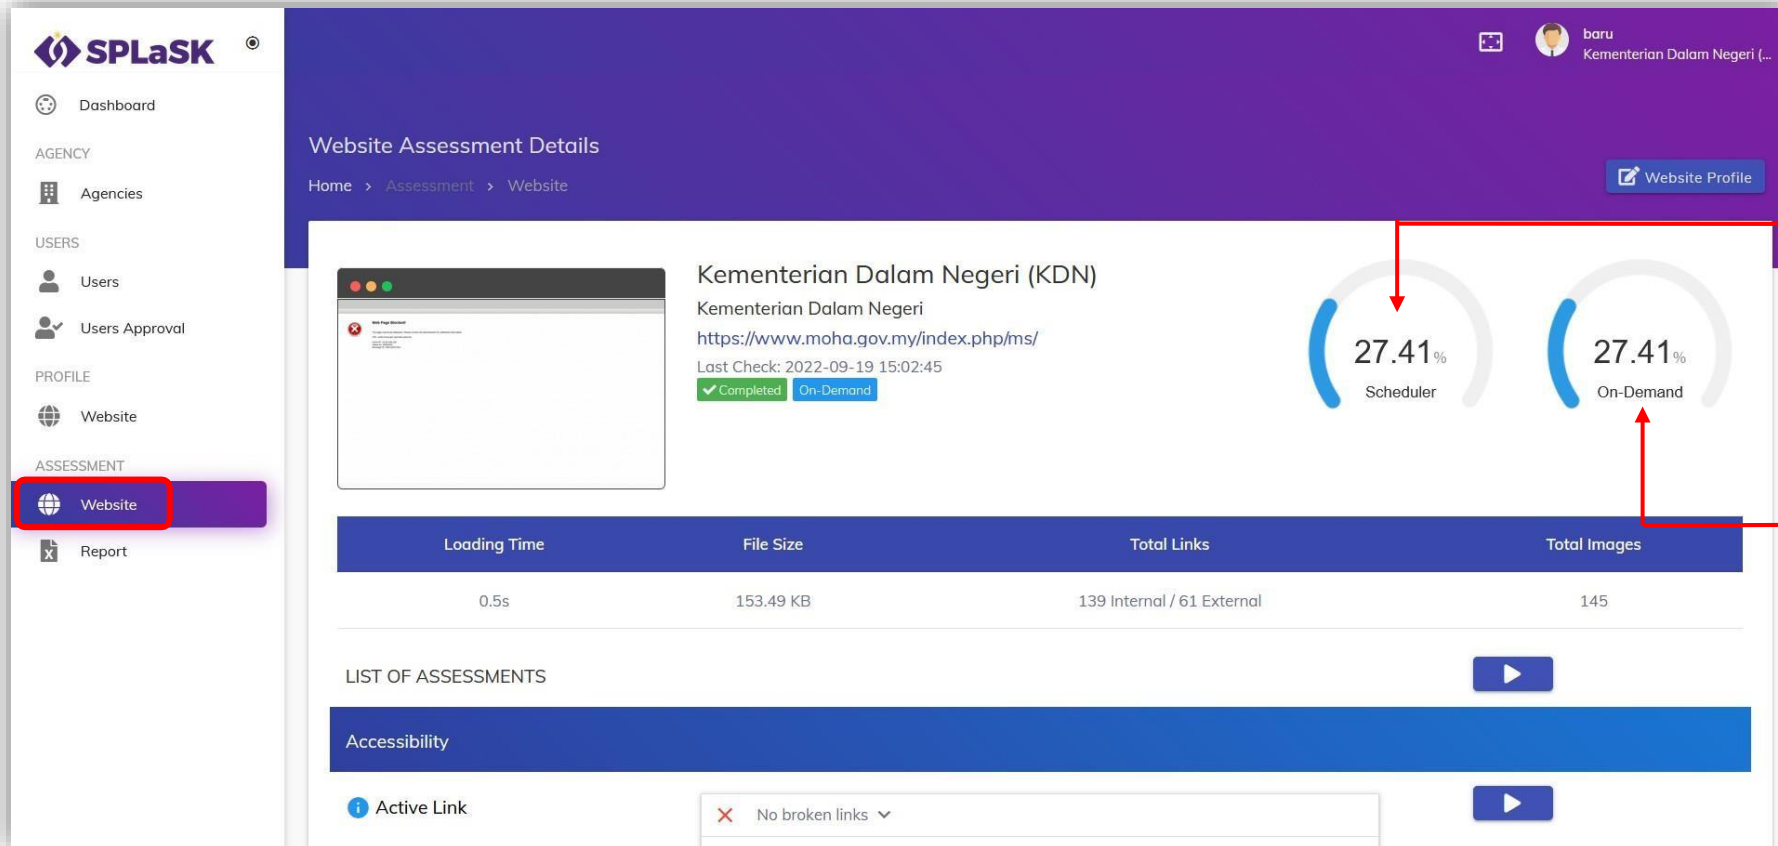 SPLaSK
baru
Kementerian Dalam Negeri (...
Dashboard
AGENCY
Agencies
USERS
Users
Users Approval
PROFILE
Website
ASSESSMENT
Website
Report
Website Assessment Details
Home > Assessment > Website
Website Profile
Web Page Blocked!
Kementerian Dalam Negeri (KDN)
Kementerian Dalam Negeri
https://www.moha.gov.my/index.php/ms/
Last Check: 2022-09-19 15:02:45
Completed On-Demand
27.41%
Scheduler
27.41%
On-Demand
Loading Time File Size Total Links Total Images
0.5s 153.49 KB 139 Internal / 61 External 145
LIST OF ASSESSMENTS
Accessibility
Active Link
No broken links